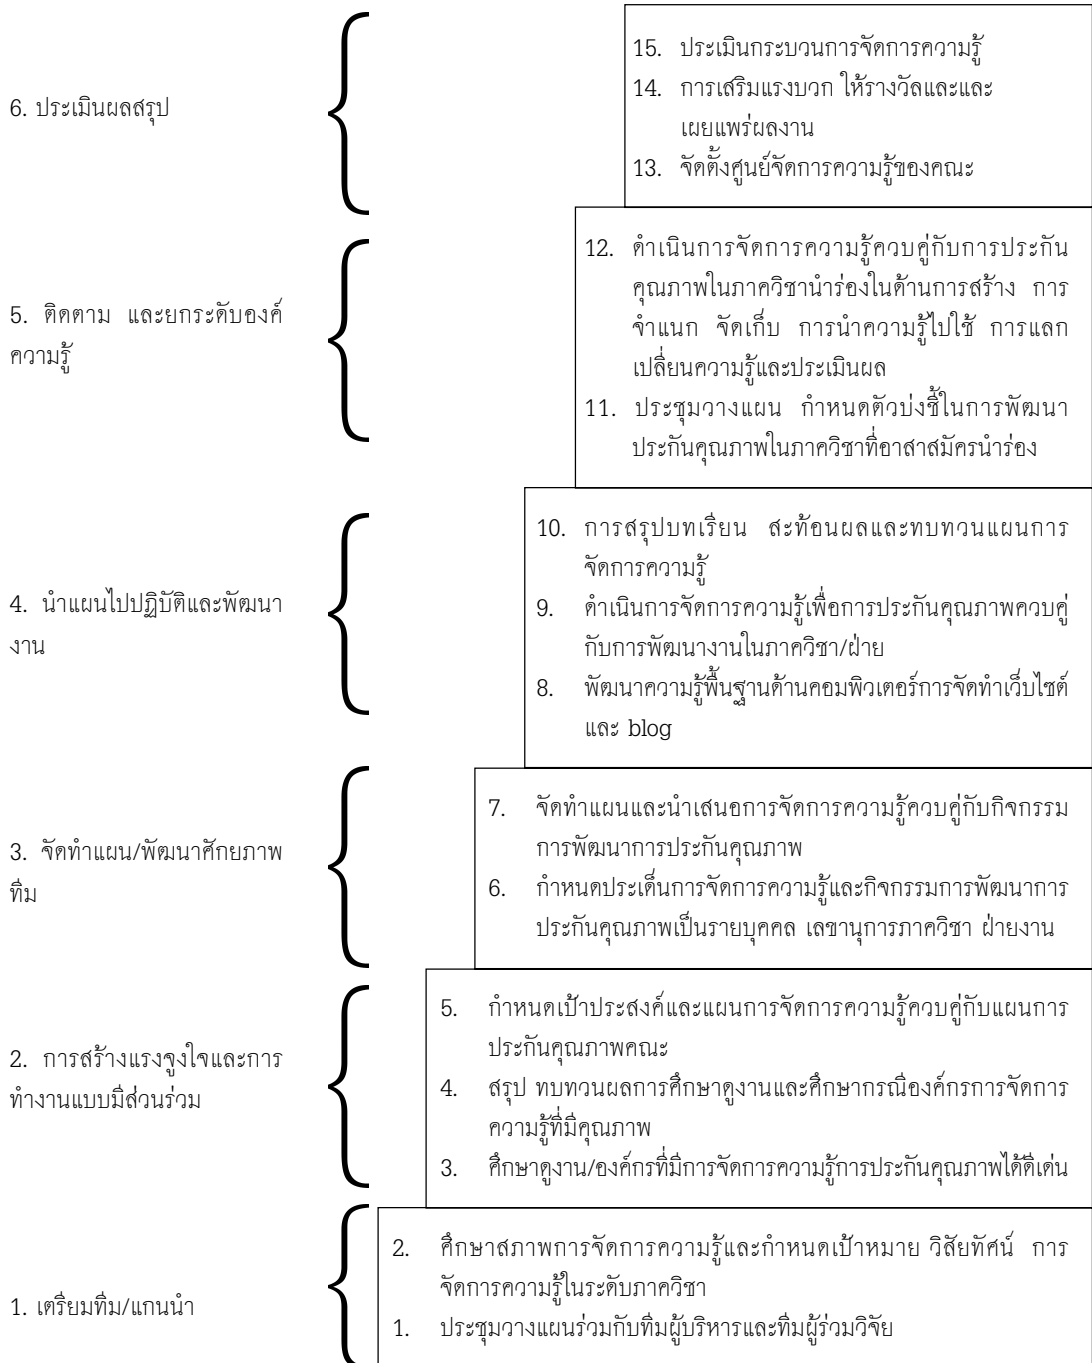 6. ประเมินผลสรุป
15. ประเมินกระบวนการจัดการความรู้
14. การเสริมแรงบวก ให้รางวัลและและ
เผยแพร่ผลงาน
13. จัดตั้งศูนย์จัดการความรู้ของคณะ
5. ติดตาม และยกระดับองค์
ความรู้
12. ดำเนินการจัดการความรู้ควบคู่กับการประกัน
คุณภาพในภาควิชานำร่องในด้านการสร้าง การ
จำแนก จัดเก็บ การนำความรู้ไปใช้ การแลก
เปลี่ยนความรู้และประเมินผล
11. ประชุมวางแผน กำหนดตัวบ่งชี้ในการพัฒนา
ประกันคุณภาพในภาควิชาที่อาสาสมัครนำร่อง
4. นำแผนไปปฏิบัติและพัฒนา
งาน
10. การสรุปบทเรียน สะท้อนผลและทบทวนแผนการ
จัดการความรู้
9. ดำเนินการจัดการความรู้เพื่อการประกันคุณภาพควบคู่
กับการพัฒนางานในภาควิชา/ฝ่าย
8. พัฒนาความรู้พื้นฐานด้านคอมพิวเตอร์การจัดทำเว็บไซต์
และ blog
3. จัดทำแผน/พัฒนาศักยภาพ
ทีม
7. จัดทำแผนและนำเสนอการจัดการความรู้ควบคู่กับกิจกรรม
การพัฒนาการประกันคุณภาพ
6. กำหนดประเด็นการจัดการความรู้และกิจกรรมการพัฒนาการ
ประกันคุณภาพเป็นรายบุคคล เลขานุการภาควิชา ฝ่ายงาน
2. การสร้างแรงจูงใจและการ
ทำงานแบบมีส่วนร่วม
5. กำหนดเป้าประสงค์และแผนการจัดการความรู้ควบคู่กับแผนการ
ประกันคุณภาพคณะ
4. สรุป ทบทวนผลการศึกษาดูงานและศึกษากรณีองค์กรการจัดการ
ความรู้ที่มีคุณภาพ
3. ศึกษาดูงาน/องค์กรที่มีการจัดการความรู้การประกันคุณภาพได้ดีเด่น
1. เตรียมทีม/แกนนำ
2. ศึกษาสภาพการจัดการความรู้และกำหนดเป้าหมาย วิสัยทัศน์ การ
จัดการความรู้ในระดับภาควิชา
1. ประชุมวางแผนร่วมกับทีมผู้บริหารและทีมผู้ร่วมวิจัย